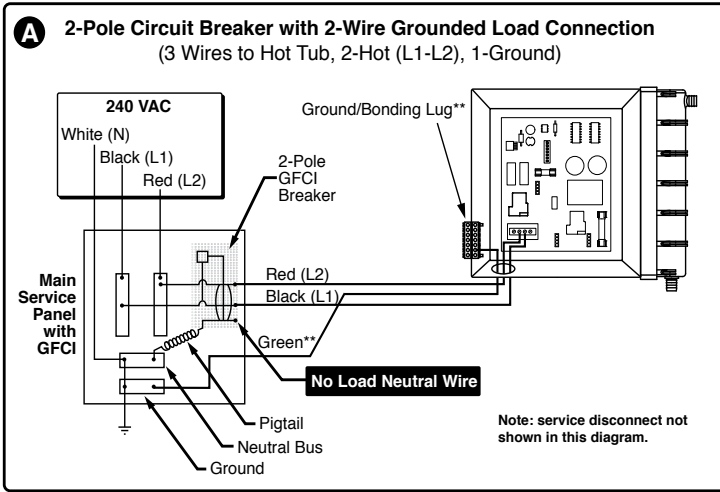 A
2-Pole Circuit Breaker with 2-Wire Grounded Load Connection
(3 Wires to Hot Tub, 2-Hot (L1-L2), 1-Ground)
240 VAC
White (N)
Black (L1)
Red (L2)
Ground/Bonding Lug**
2-Pole
GFCI
Breaker
Main
Service
Panel
with
GFCI
Red (L2)
Black (L1)
Green**
No Load Neutral Wire
Pigtail
Neutral Bus
Ground
Note: service disconnect not
shown in this diagram.